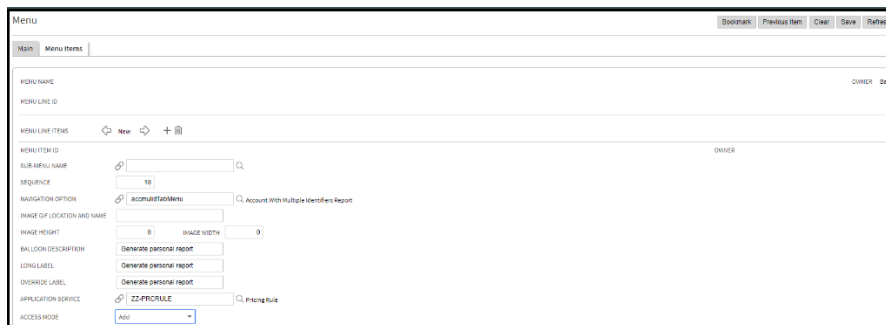 Menu
Bookmark Previous Item Clear Save Refres
Main Menu Items
MENU NAME OWNER Ba
MENU LINE ID
MENU LINE ITEMS New
MENU ITEM ID OWNER
SUB-MENU NAME
SEQUENCE 10
NAVIGATION OPTION accmulidTabMenu Account With Multiple Identifiers Report
IMAGE GIF LOCATION AND NAME
IMAGE HEIGHT 0 IMAGE WIDTH 0
BALLOON DESCRIPTION Generate personal report
LONG LABEL Generate personal report
OVERRIDE LABEL Generate personal report
APPLICATION SERVICE ZZ-PRCRULE Pricing Rule
ACCESS MODE Add